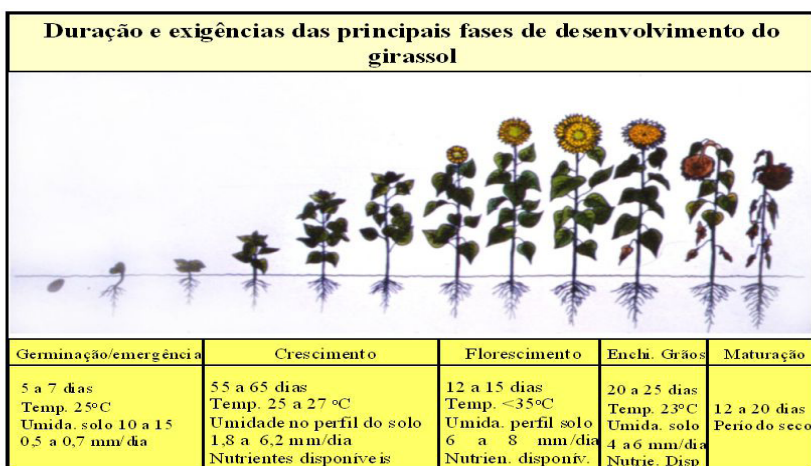 Duração e exigências das principais fases de desenvolvimento do
girassol
Germinação/emergência
5 a 7 dias
Temp. 25ºC
Umida. solo 10 a 15
0,5 a 0,7 mm/dia
Crescimento
55 a 65 dias
Temp. 25 a 27 ºC
Umidade no perfil do solo
1,8 a 6,2 mm/dia
Nutrientes disponíveis
Florescimento
12 a 15 dias
Temp. <35ºC
Umida. perfil solo
6 a 8 mm/dia
Nutrien. disponív.
Enchi. Grãos
20 a 25 dias
Temp. 23ºC
Umida. solo
4 a6 mm/dia
Nutrie. Disp
Maturação
12 a 20 dias
Período seco